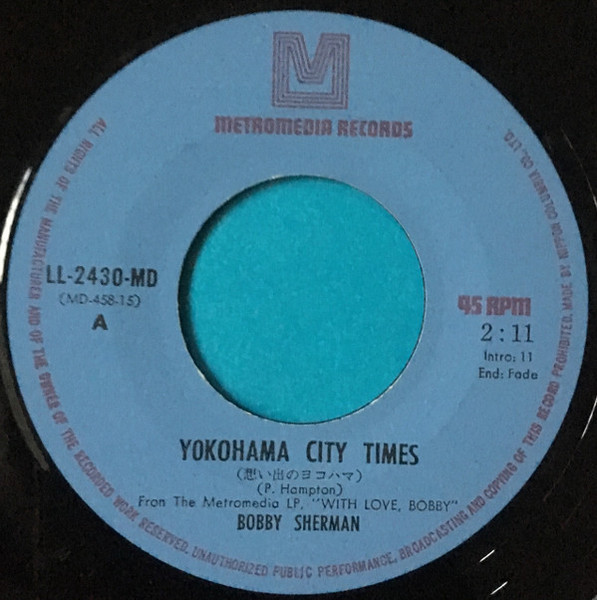 METROMEDIA RECORDS
LL-2430-MD
(MD-458-15)
A
45 RPM
2:11
Intro: 11
End: Fade
YOKOHAMA CITY TIMES
(想い出のヨコハマ)
(P. Hampton)
From The Metromedia LP, "WITH LOVE, BOBBY"
BOBBY SHERMAN
ALL RIGHTS OF THE MANUFACTURER AND OF THE OWNER OF THE RECORDED WORK RESERVED, UNAUTHORIZED PUBLIC PERFORMANCE, BROADCASTING AND COPYING OF THIS RECORD PROHIBITED, MADE BY NIPPON COLUMBIA CO., LTD.